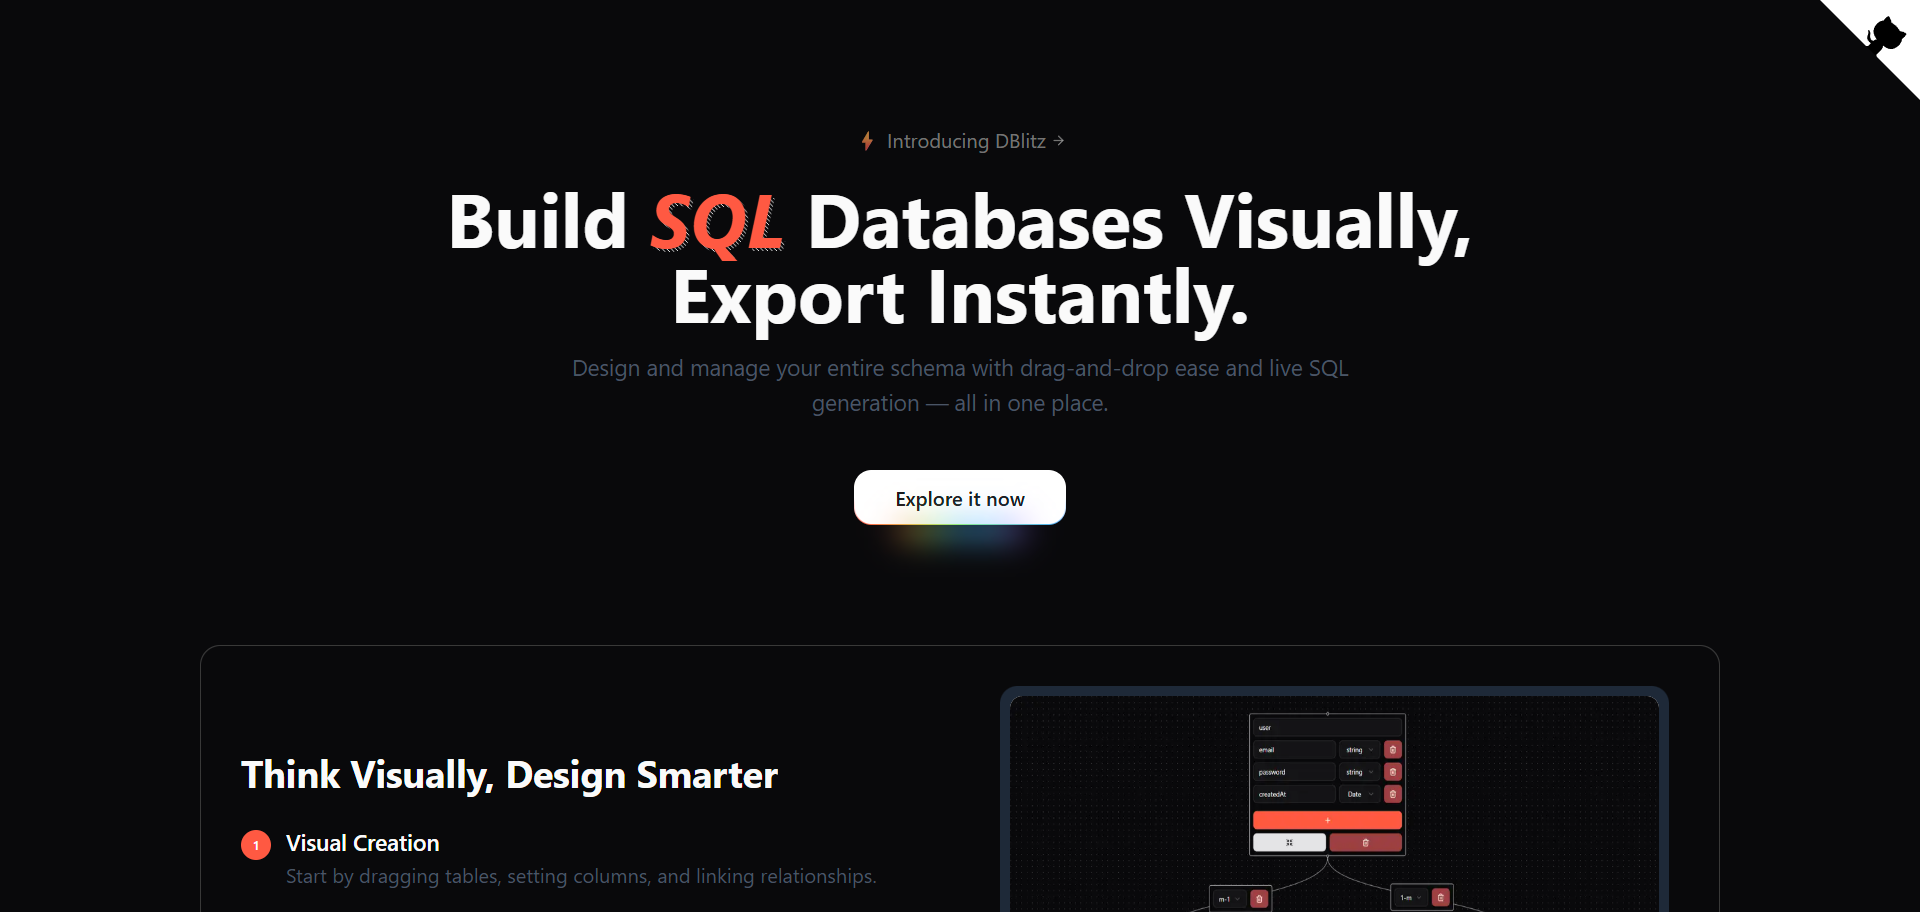 Introducing DBlitz →
Build SQL Databases Visually,
Export Instantly.
Design and manage your entire schema with drag-and-drop ease and live SQL
generation — all in one place.
Explore it now
Think Visually, Design Smarter
1 Visual Creation
Start by dragging tables, setting columns, and linking relationships.
user
email string
password string
createdAt Date
+
m-1
1-m